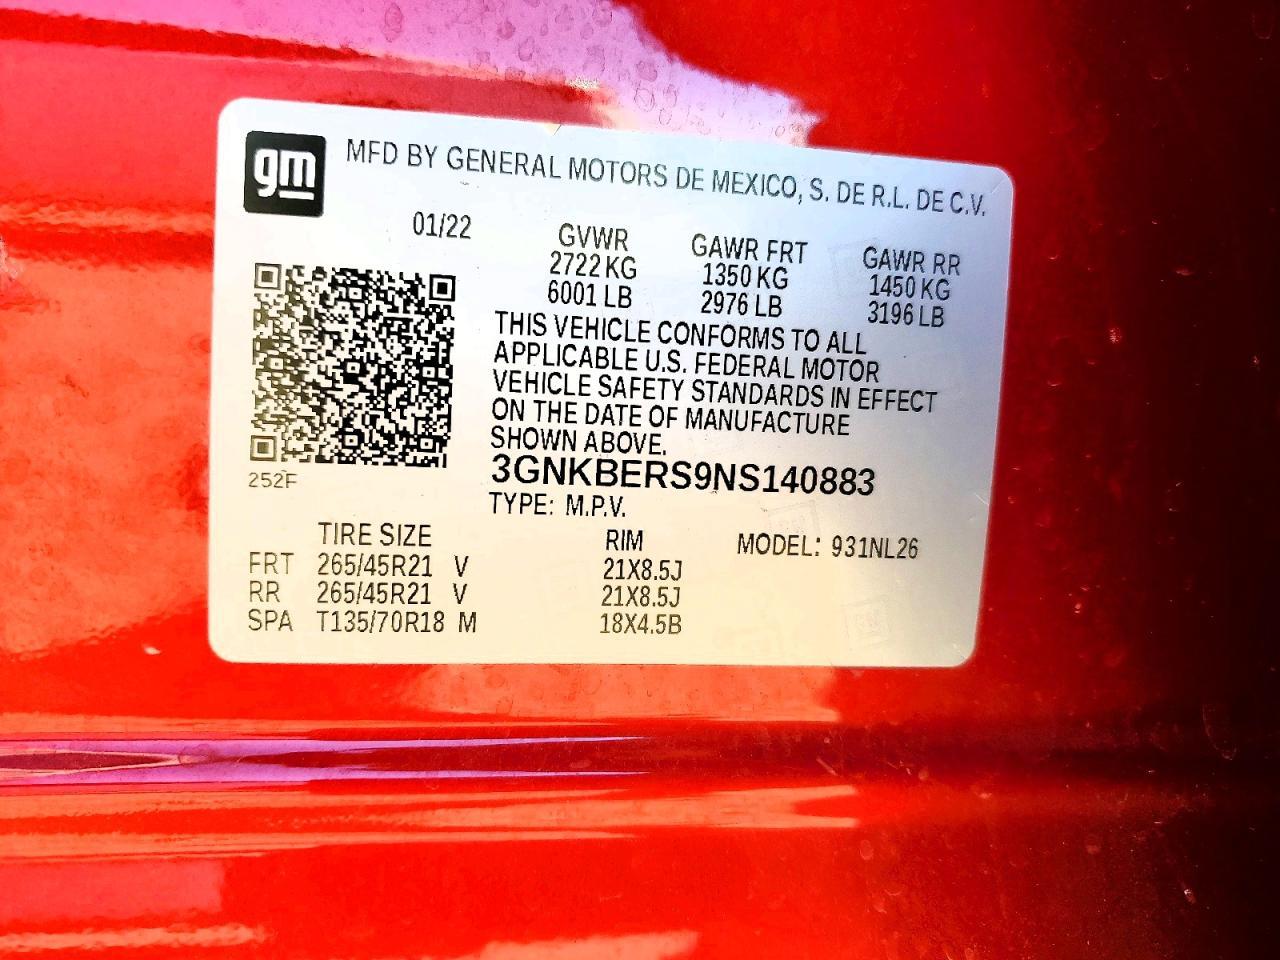 gm MFD BY GENERAL MOTORS DE MEXICO, S. DE R.L. DE C.V.
01/22 GVWR GAWR FRT GAWR RR
2722 KG 1350 KG 1450 KG
6001 LB 2976 LB 3196 LB
THIS VEHICLE CONFORMS TO ALL
APPLICABLE U.S. FEDERAL MOTOR
VEHICLE SAFETY STANDARDS IN EFFECT
ON THE DATE OF MANUFACTURE
SHOWN ABOVE.
252F
3GNKBERS9NS140883
TYPE: M.P.V.
TIRE SIZE RIM MODEL: 931NL26
FRT 265/45R21 V 21X8.5J
RR 265/45R21 V 21X8.5J
SPA T135/70R18 M 18X4.5B